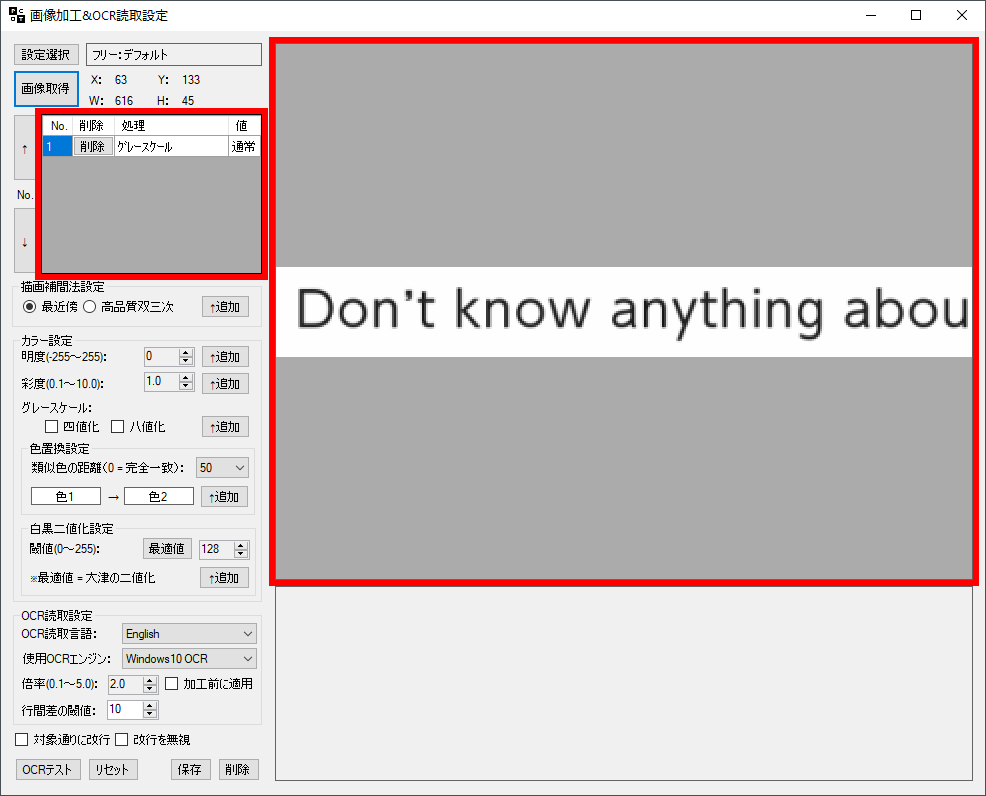 画像加工&OCR読取設定
設定選択 フリー:デフォルト
画像取得 X: 63 Y: 133
W: 616 H: 45
No. 削除 処理 値
1 削除 グレースケール 通常
↑
No.
↓
Don't know anything abou
描画補間法設定
最近傍 高品質双三次 ↑追加
カラー設定
明度(-255~255): 0 ↑追加
彩度(0.1~10.0): 1.0 ↑追加
グレースケール:
四値化 八値化 ↑追加
色置換設定
類似色の距離(0 = 完全一致): 50
色1 → 色2 ↑追加
白黒二値化設定
閾値(0~255): 最適値 128
※最適値 = 大津の二値化 ↑追加
OCR読取設定
OCR読取言語: English
使用OCRエンジン: Windows10 OCR
倍率(0.1~5.0): 2.0 加工前に適用
行間差の閾値: 10
対象通りに改行 改行を無視
OCRテスト リセット 保存 削除